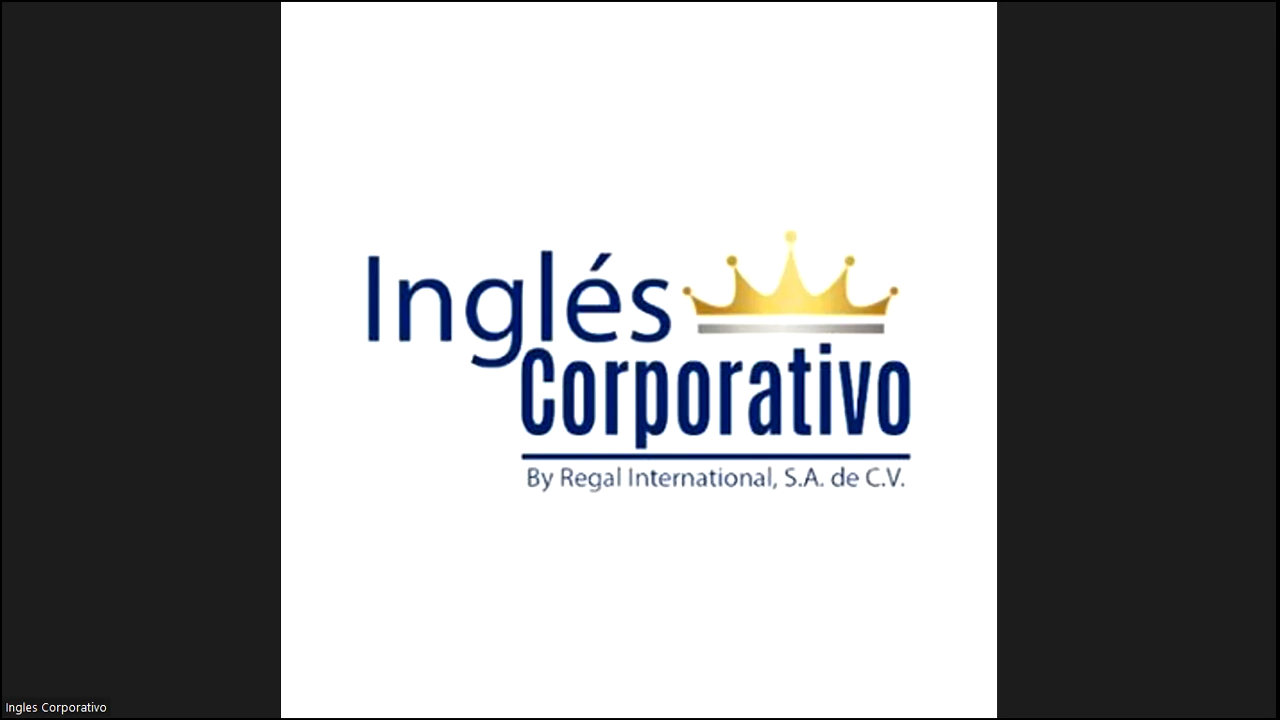 Inglés
Corporativo
By Regal International, S.A. de C.V.
Ingles Corporativo